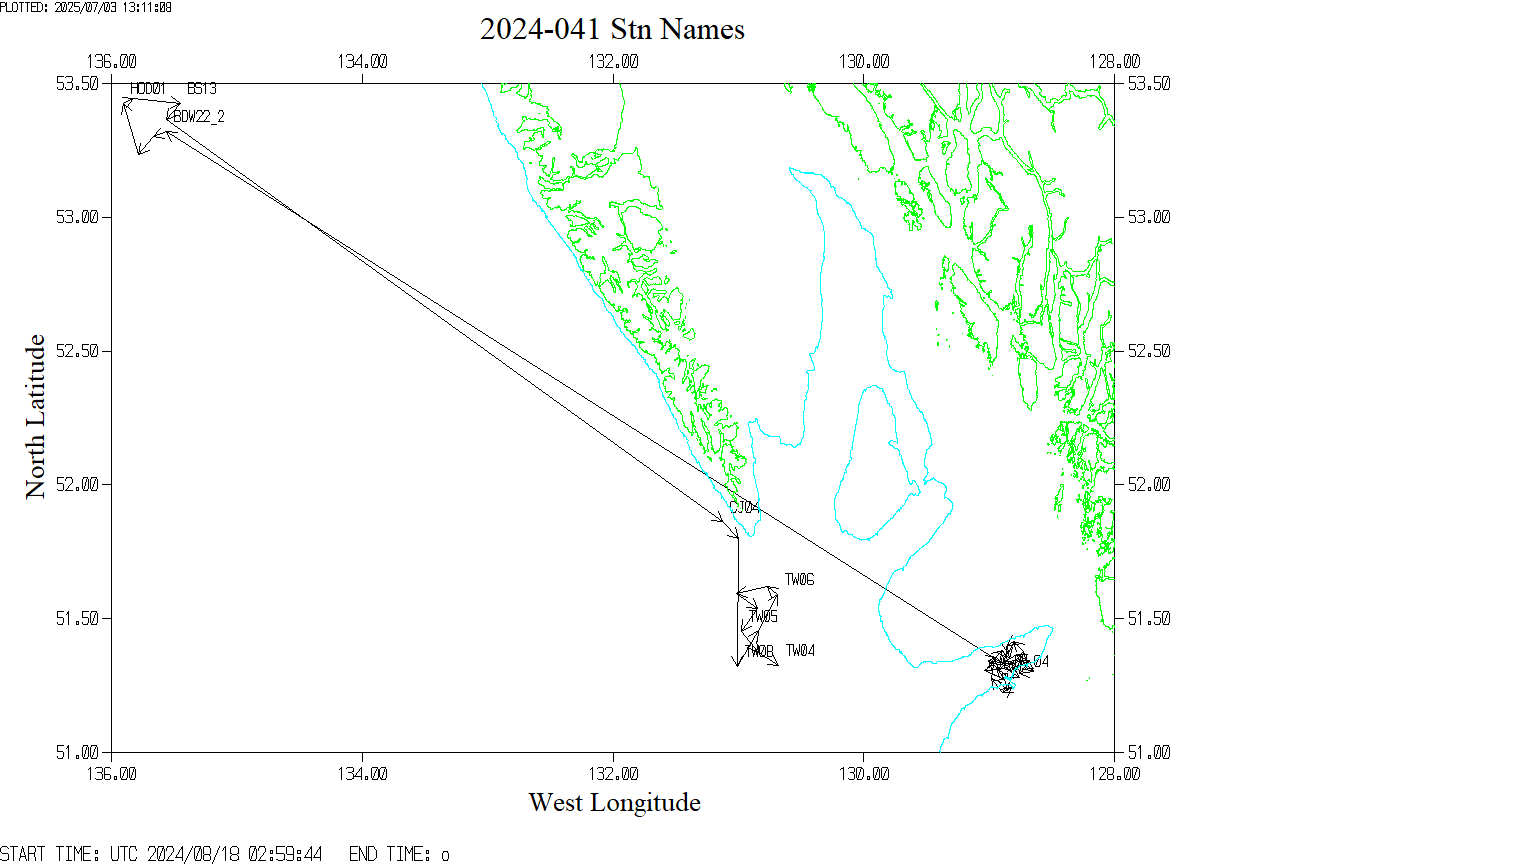 PLOTTED: 2025/07/03 13:11:08
2024-041 Stn Names
136.00 134.00 132.00 130.00 128.00
53.50 53.50
HOD01 BS13
BDW22_2
53.00 53.00
52.50 52.50
North Latitude
52.00 52.00
CJ04
TW06
51.50 51.50
TW05
TW08 TW04
04
51.00 51.00
136.00 134.00 132.00 130.00 128.00
West Longitude
START TIME: UTC 2024/08/18 02:59:44 END TIME: o